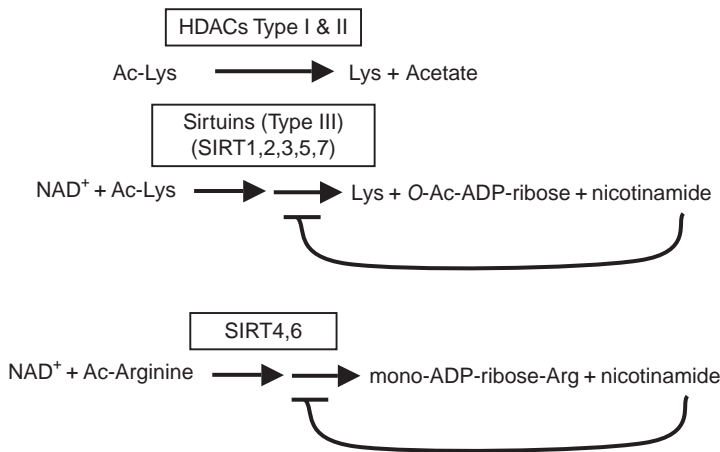 HDACs Type I & II
Ac-Lys Lys + Acetate
Sirtuins (Type III)
(SIRT1,2,3,5,7)
NAD⁺ + Ac-Lys Lys + O-Ac-ADP-ribose + nicotinamide
SIRT4,6
NAD⁺ + Ac-Arginine mono-ADP-ribose-Arg + nicotinamide